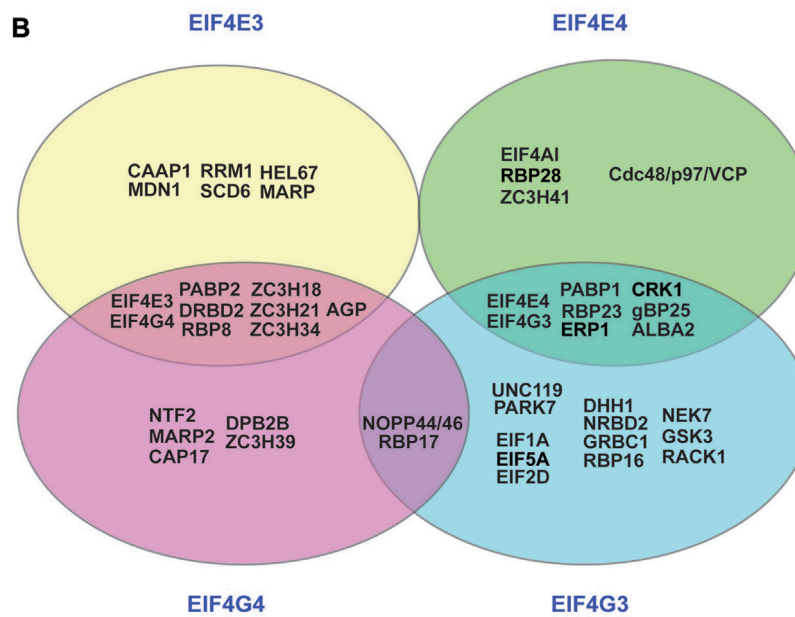 B
EIF4E3
EIF4E4
CAAP1 RRM1 HEL67
MDN1 SCD6 MARP
EIF4AI
RBP28
ZC3H41
Cdc48/p97/VCP
EIF4E3 PABP2 ZC3H18
EIF4G4 DRBD2 ZC3H21 AGP
RBP8 ZC3H34
EIF4E4 PABP1 CRK1
EIF4G3 RBP23 gBP25
ERP1 ALBA2
NTF2 DPB2B
MARP2 ZC3H39
CAP17
NOPP44/46
RBP17
UNC119
PARK7
EIF1A
EIF5A
EIF2D
DHH1
NRBD2
GRBC1
RBP16
NEK7
GSK3
RACK1
EIF4G4
EIF4G3